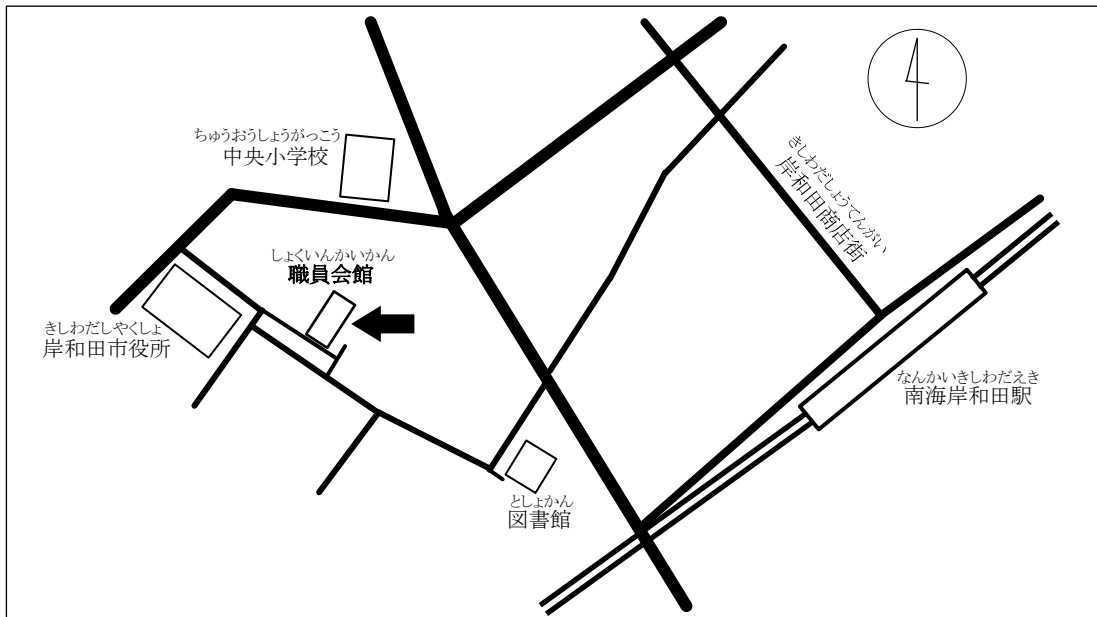 ちゅうおうしょうがっこう
中央小学校
きしわだしょうてんがい
岸和田商店街
しょくいんかいかん
職員会館
きしわだしやくしょ
岸和田市役所
なんかいきしわだえき
南海岸和田駅
としょかん
図書館